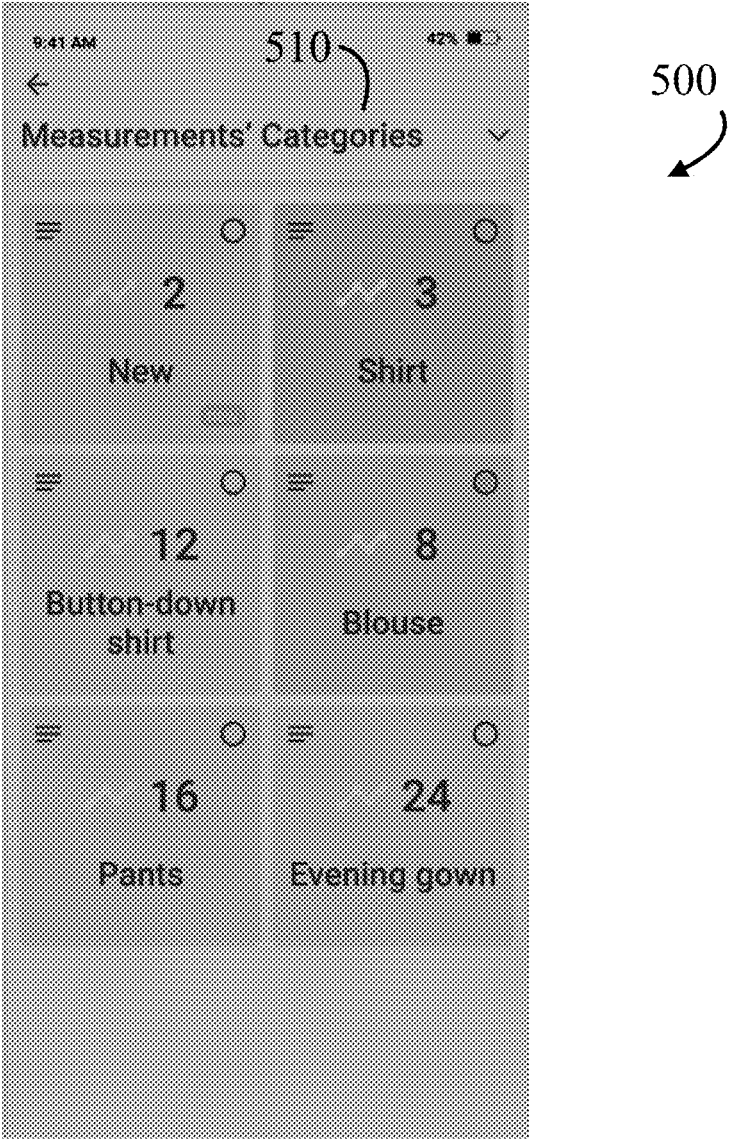 9:41 AM
510
42%
500
Measurements' Categories
2
3
New
Shirt
12
8
Button-down
shirt
Blouse
16
24
Pants
Evening gown